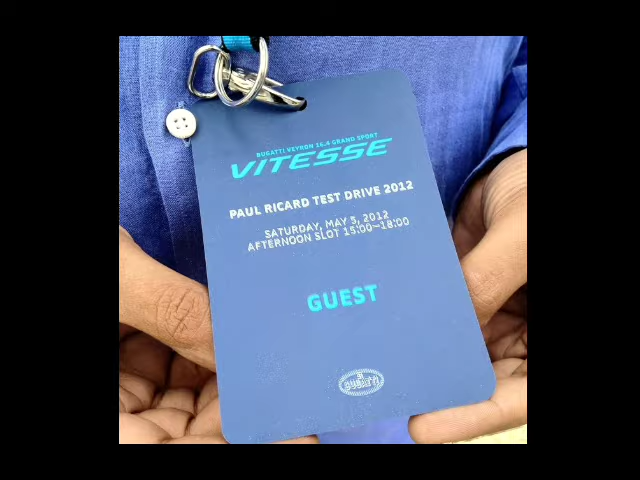 BUGATTI VEYRON 16.4 GRAND SPORT
VITESSE
PAUL RICARD TEST DRIVE 2012
SATURDAY, MAY 5, 2012
AFTERNOON SLOT 15:00–18:00
GUEST
BUGATTI